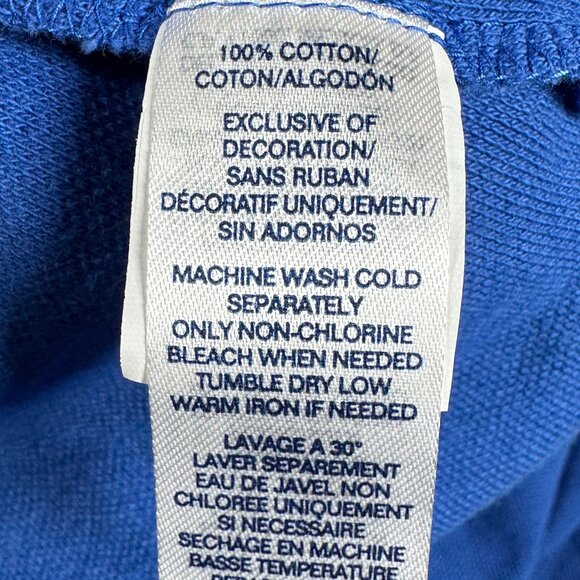 100% COTTON/
COTON/ALGODÓN
EXCLUSIVE OF
DECORATION/
SANS RUBAN
DÉCORATIF UNIQUEMENT/
SIN ADORNOS
MACHINE WASH COLD
SEPARATELY
ONLY NON-CHLORINE
BLEACH WHEN NEEDED
TUMBLE DRY LOW
WARM IRON IF NEEDED
LAVAGE A 30°
LAVER SEPAREMENT
EAU DE JAVEL NON
CHLOREE UNIQUEMENT
SI NECESSAIRE
SECHAGE EN MACHINE
BASSE TEMPERATURE